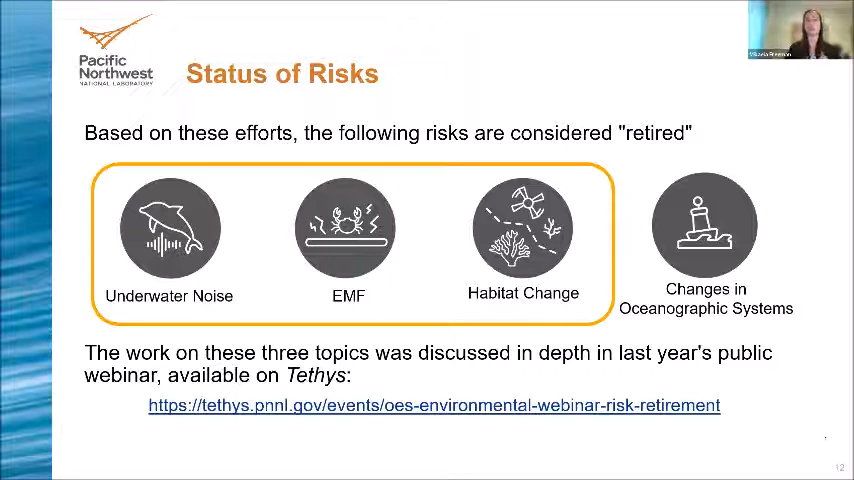 Pacific
Northwest
NATIONAL LABORATORY
Status of Risks
Mikaela Freeman
Based on these efforts, the following risks are considered "retired"
Underwater Noise
EMF
Habitat Change
Changes in
Oceanographic Systems
The work on these three topics was discussed in depth in last year's public
webinar, available on Tethys:
https://tethys.pnnl.gov/events/oes-environmental-webinar-risk-retirement
12